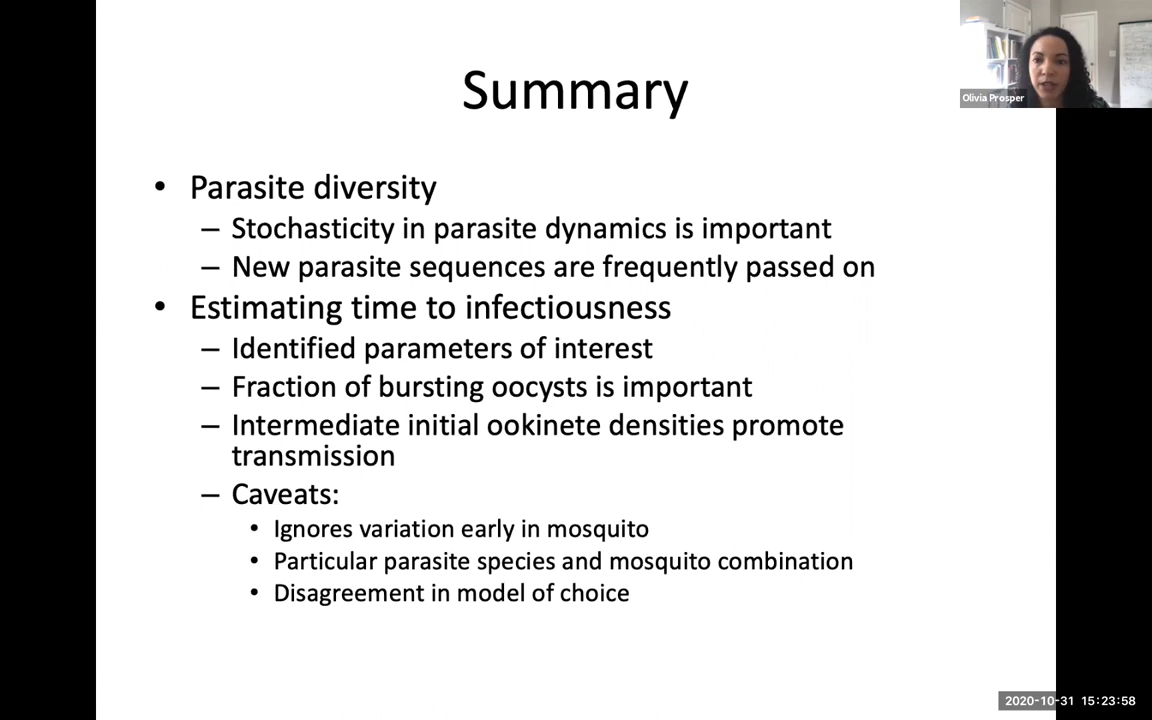 Summary
Olivia Prosper
• Parasite diversity
– Stochasticity in parasite dynamics is important
– New parasite sequences are frequently passed on
• Estimating time to infectiousness
– Identified parameters of interest
– Fraction of bursting oocysts is important
– Intermediate initial ookinete densities promote
transmission
– Caveats:
• Ignores variation early in mosquito
• Particular parasite species and mosquito combination
• Disagreement in model of choice
2020-10-31 15:23:58